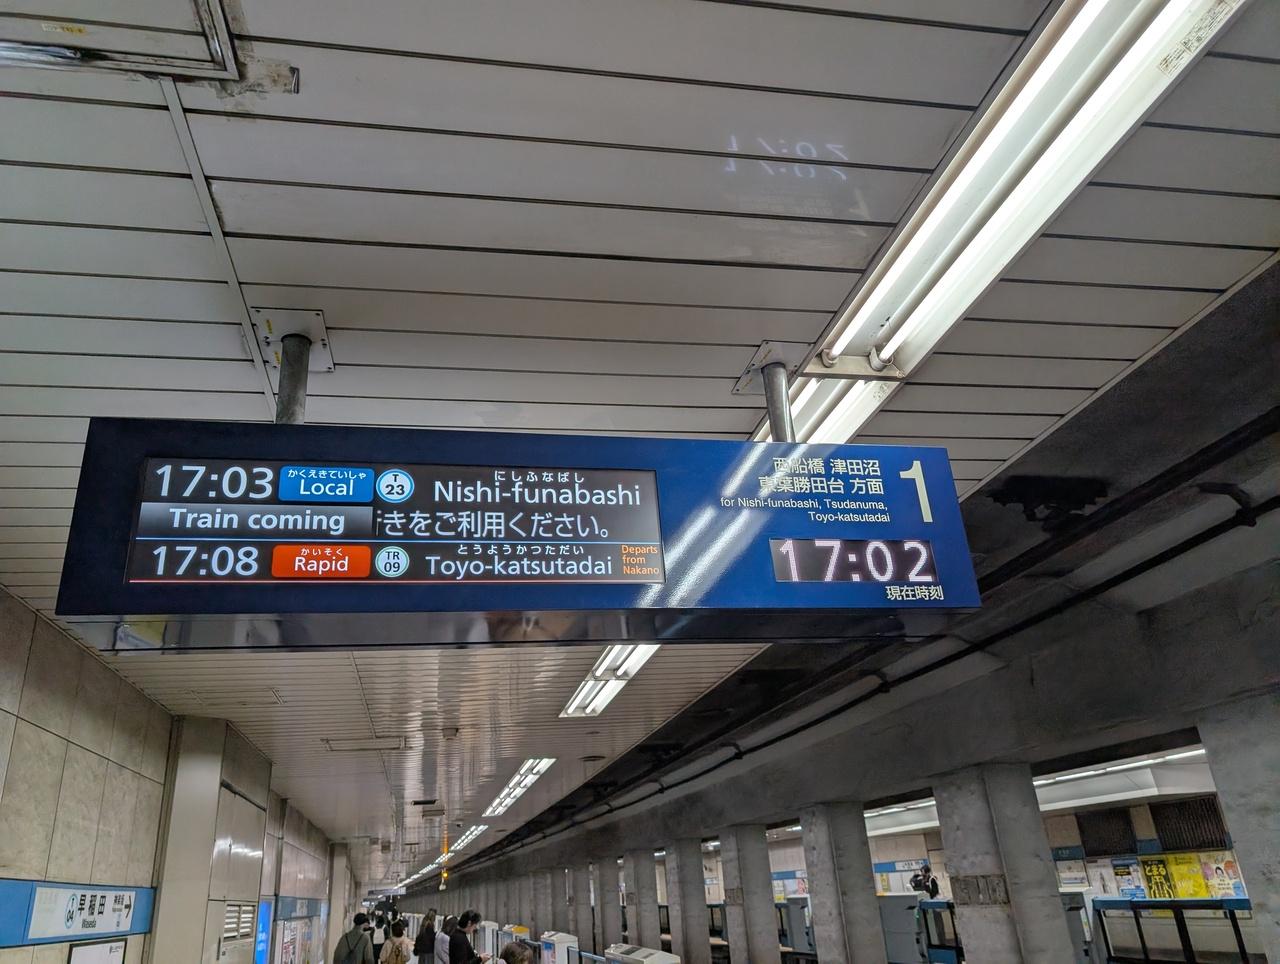 17:03 かくえきていしゃ Local T 23 にしふなばし Nishi-funabashi
Train coming きをご利用ください。
17:08 かいそく Rapid TR 09 とうようかつただい Toyo-katsutadai Departs from Nakano
西船橋 津田沼
東葉勝田台 方面
for Nishi-funabashi, Tsudanuma,
Toyo-katsutadai
1
17:02
現在時刻
T 04 早稲田
Waseda